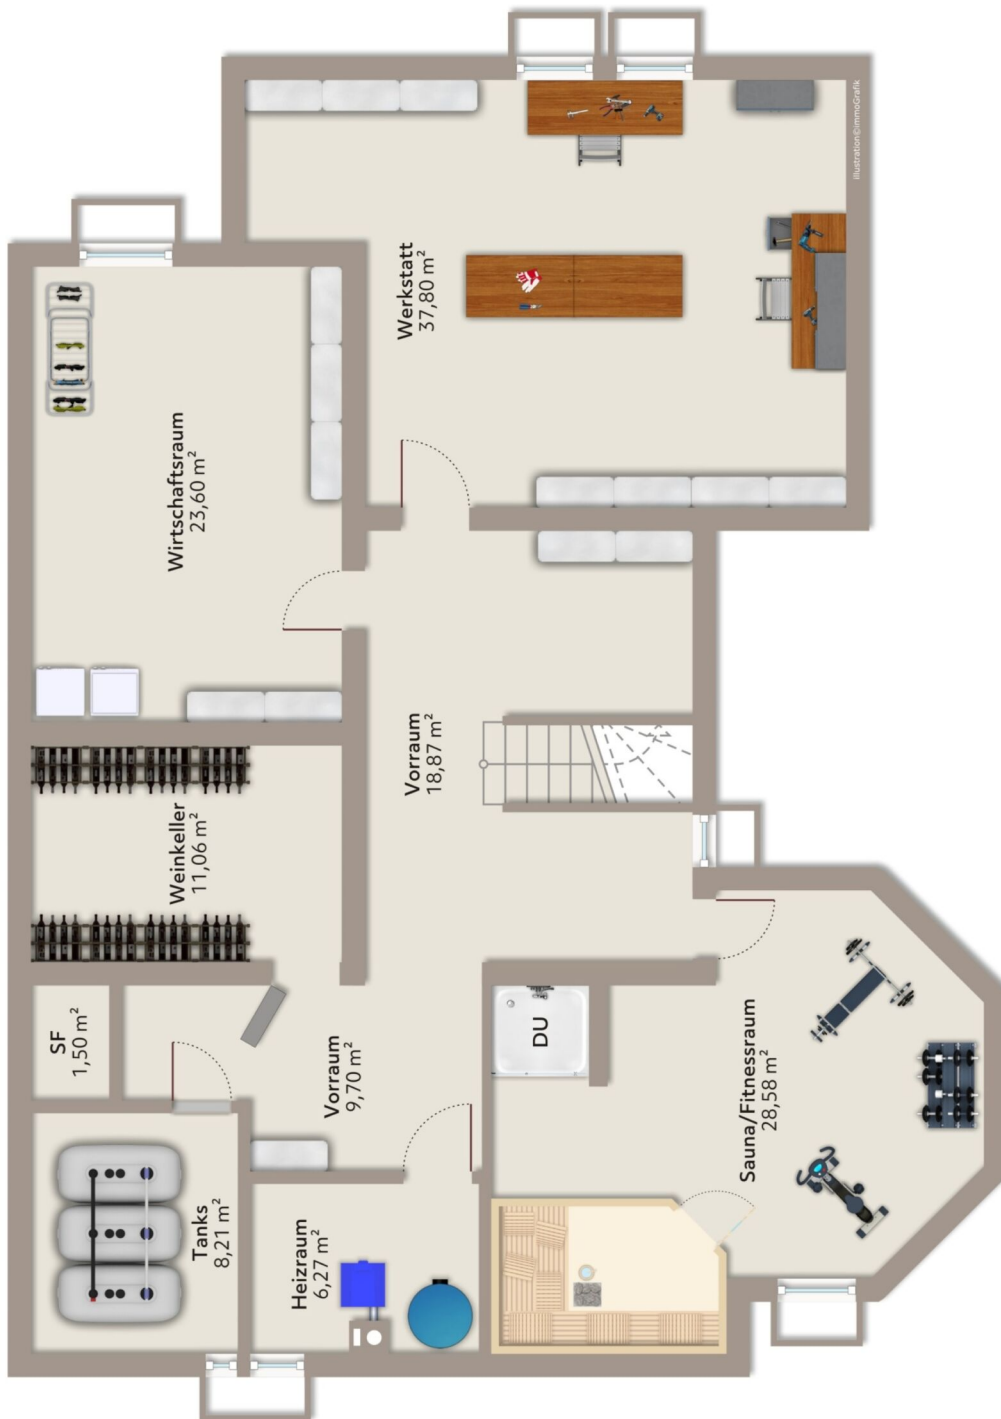 illustration©immoGrafik
Werkstatt
37,80 m²
Wirtschaftsraum
23,60 m²
Vorraum
18,87 m²
Weinkeller
11,06 m²
SF
1,50 m²
Vorraum
9,70 m²
DU
Sauna/Fitnessraum
28,58 m²
Tanks
8,21 m²
Heizraum
6,27 m²